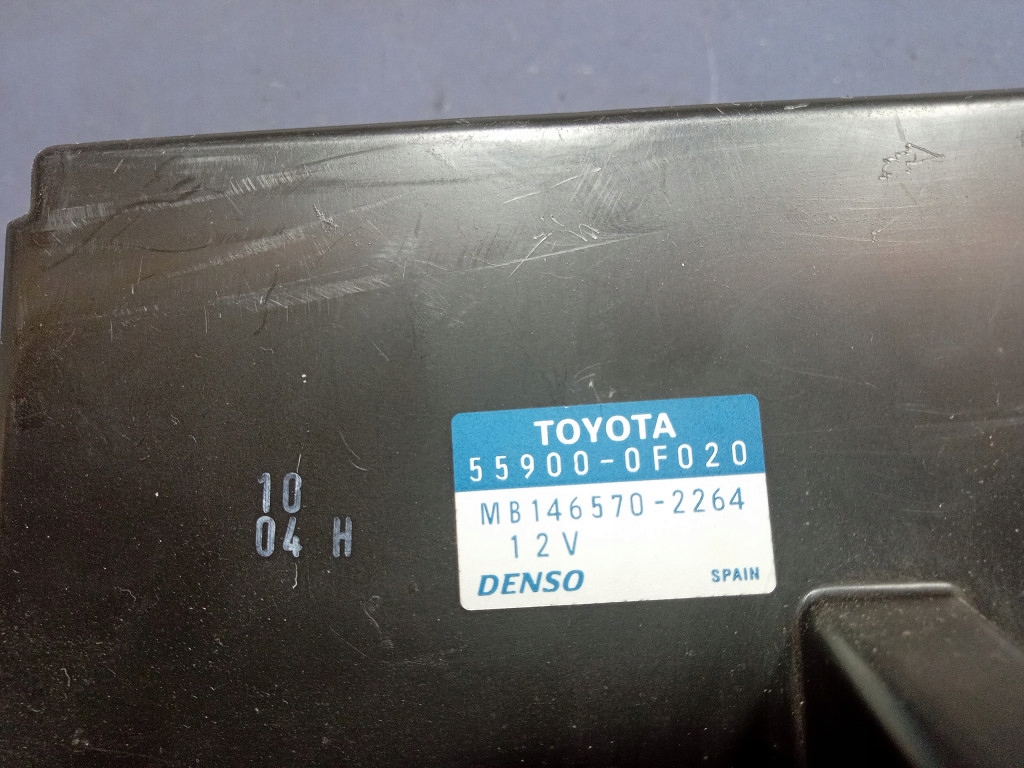 TOYOTA
55900-0F020
MB146570-2264
12V
DENSO SPAIN
10
04 H